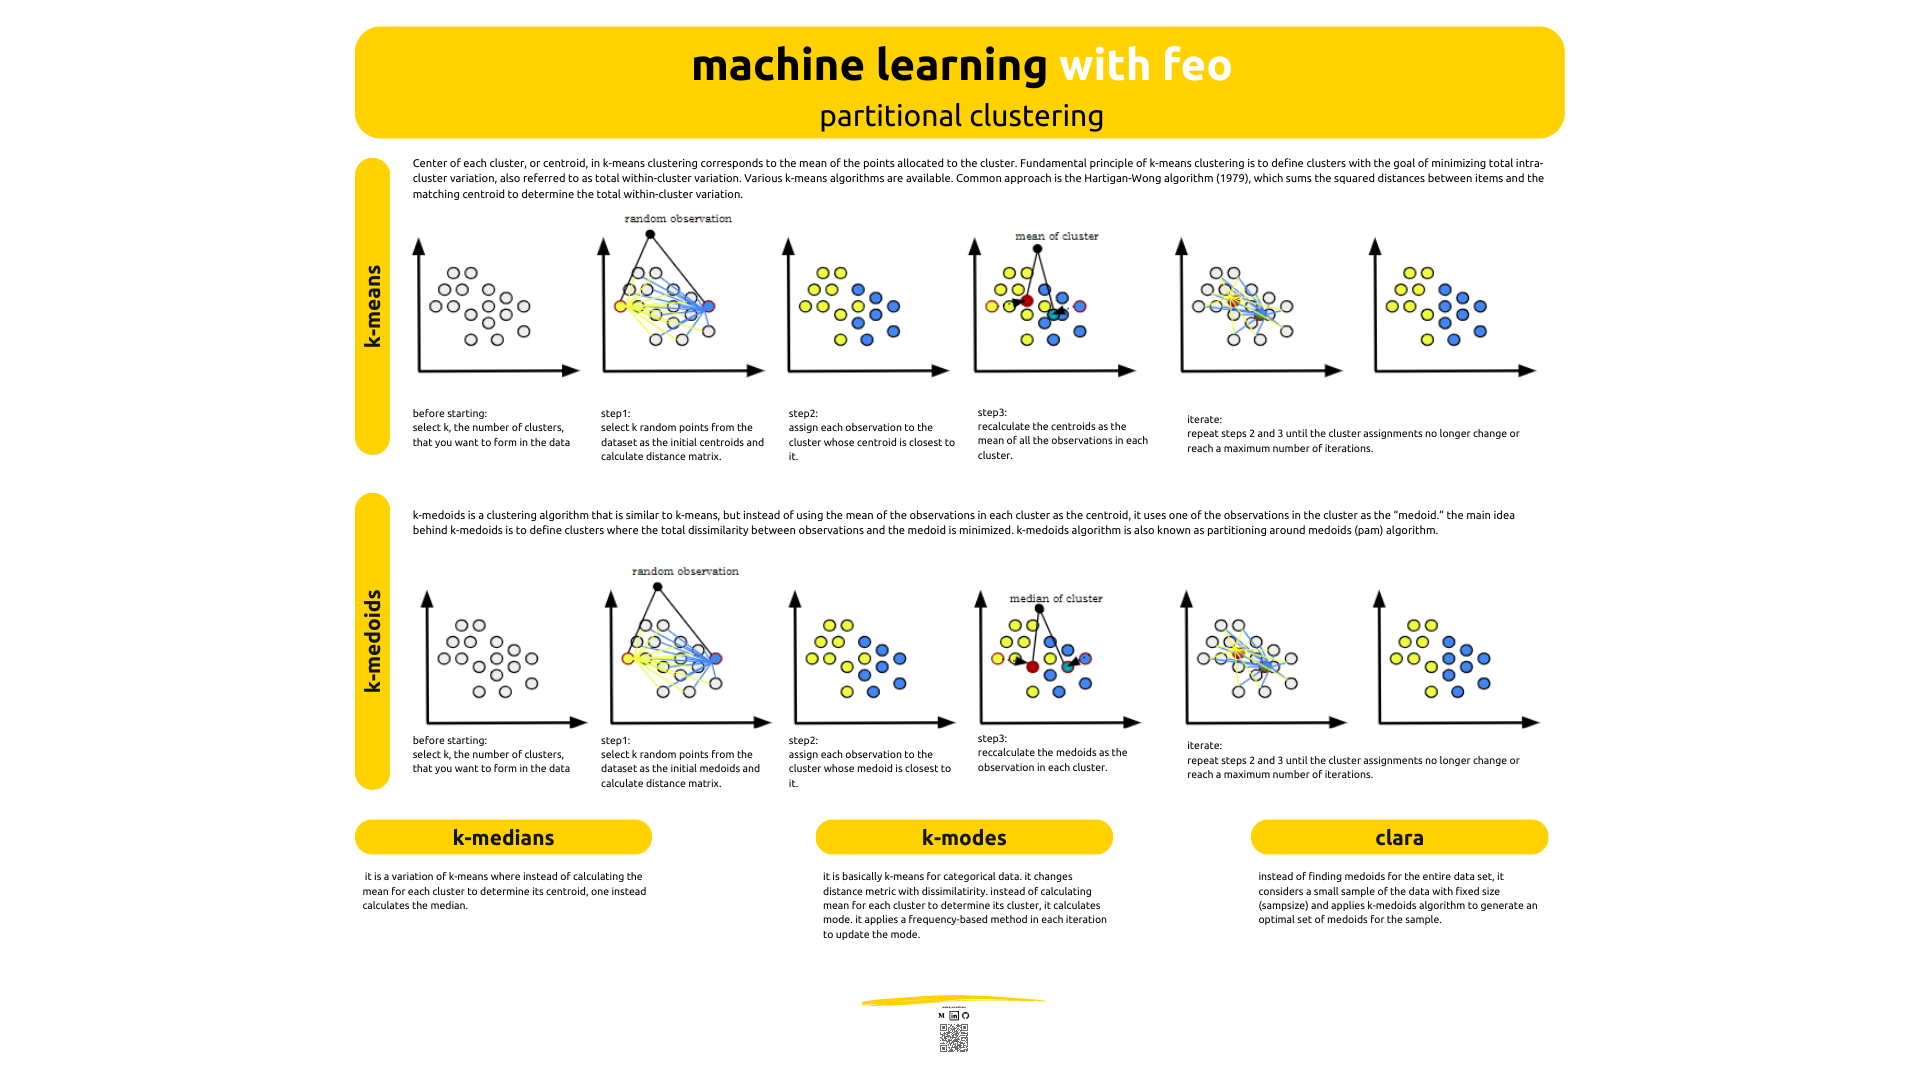 machine learning with feo
partitional clustering
k-means
Center of each cluster, or centroid, in k-means clustering corresponds to the mean of the points allocated to the cluster. Fundamental principle of k-means clustering is to define clusters with the goal of minimizing total intra-
cluster variation, also referred to as total within-cluster variation. Various k-means algorithms are available. Common approach is the Hartigan-Wong algorithm (1979), which sums the squared distances between items and the
matching centroid to determine the total within-cluster variation.
random observation
mean of cluster
before starting:
select k, the number of clusters,
that you want to form in the data
step1:
select k random points from the
dataset as the initial centroids and
calculate distance matrix.
step2:
assign each observation to the
cluster whose centroid is closest to
it.
step3:
recalculate the centroids as the
mean of all the observations in each
cluster.
iterate:
repeat steps 2 and 3 until the cluster assignments no longer change or
reach a maximum number of iterations.
k-medoids
k-medoids is a clustering algorithm that is similar to k-means, but instead of using the mean of the observations in each cluster as the centroid, it uses one of the observations in the cluster as the “medoid.” the main idea
behind k-medoids is to define clusters where the total dissimilarity between observations and the medoid is minimized. k-medoids algorithm is also known as partitioning around medoids (pam) algorithm.
random observation
median of cluster
before starting:
select k, the number of clusters,
that you want to form in the data
step1:
select k random points from the
dataset as the initial medoids and
calculate distance matrix.
step2:
assign each observation to the
cluster whose medoid is closest to
it.
step3:
reccalculate the medoids as the
observation in each cluster.
iterate:
repeat steps 2 and 3 until the cluster assignments no longer change or
reach a maximum number of iterations.
k-medians
it is a variation of k-means where instead of calculating the
mean for each cluster to determine its centroid, one instead
calculates the median.
k-modes
it is basically k-means for categorical data. it changes
distance metric with dissimilatirity. instead of calculating
mean for each cluster to determine its cluster, it calculates
mode. it applies a frequency-based method in each iteration
to update the mode.
clara
instead of finding medoids for the entire data set, it
considers a small sample of the data with fixed size
(sampsize) and applies k-medoids algorithm to generate an
optimal set of medoids for the sample.
M in